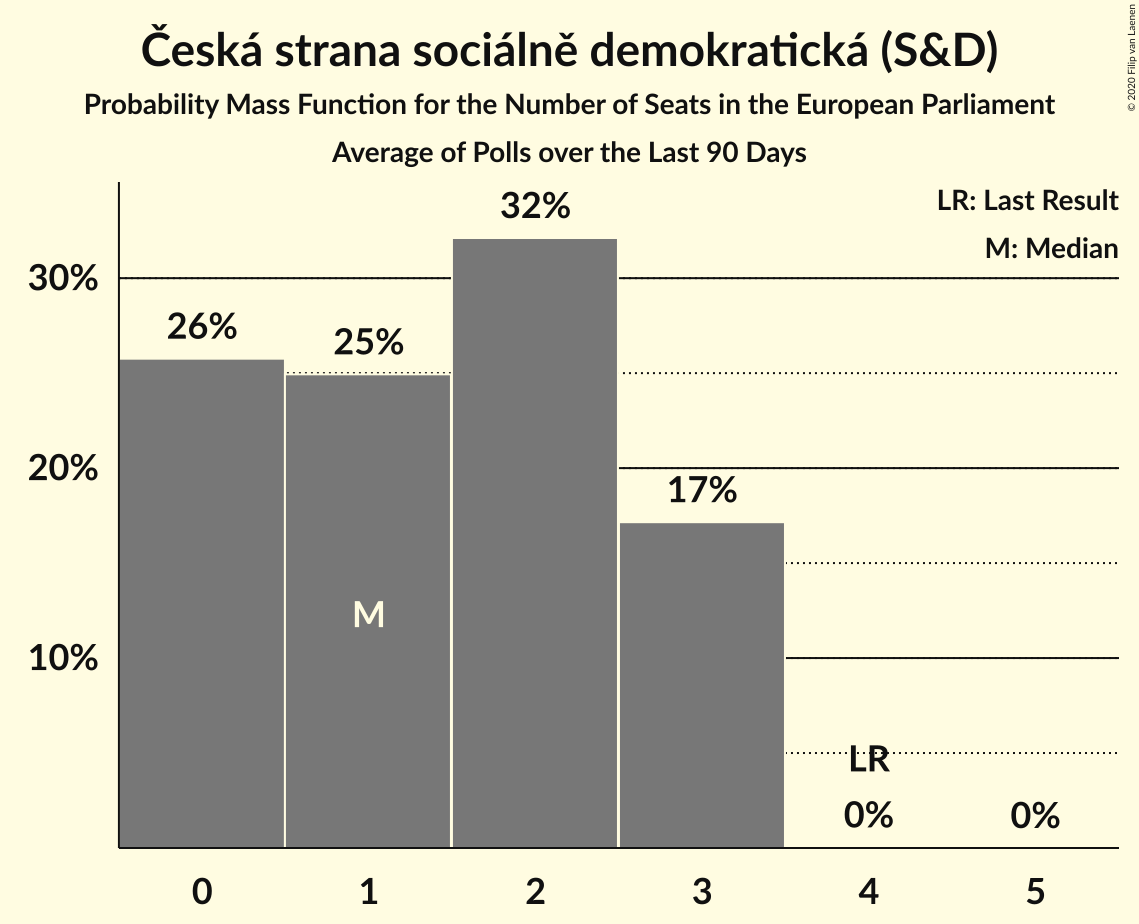 Česká strana sociálně demokratická (S&D)
Probability Mass Function for the Number of Seats in the European Parliament
Average of Polls over the Last 90 Days
© 2020 Filip van Laenen
LR: Last Result
M: Median
32%
30%
26%
25%
20%
17%
M
10%
LR
0%
0%
0 1 2 3 4 5